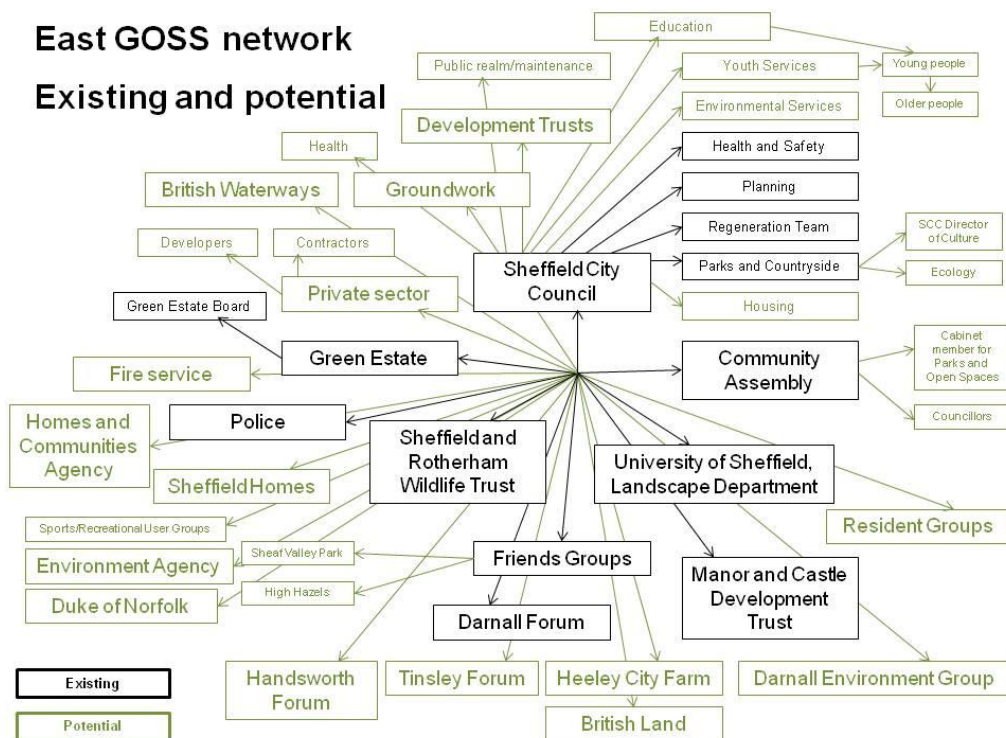 East GOSS network
Existing and potential
Education
Public realm/maintenance
Youth Services
Young people
Development Trusts
Environmental Services
Older people
Health
Health and Safety
British Waterways
Groundwork
Planning
Developers
Contractors
Regeneration Team
SCC Director
of Culture
Sheffield City
Council
Parks and Countryside
Ecology
Private sector
Housing
Green Estate Board
Green Estate
Community
Assembly
Cabinet
member for
Parks and
Open Spaces
Fire service
Councillors
Police
Homes and
Communities
Agency
Sheffield and
Rotherham
Wildlife Trust
University of Sheffield,
Landscape Department
Sheffield Homes
Resident Groups
Sports/Recreational User Groups
Sheaf Valley Park
Friends Groups
Environment Agency
High Hazels
Manor and Castle
Development
Trust
Duke of Norfolk
Darnall Forum
Existing
Potential
Handsworth
Forum
Tinsley Forum
Heeley City Farm
Darnall Environment Group
British Land